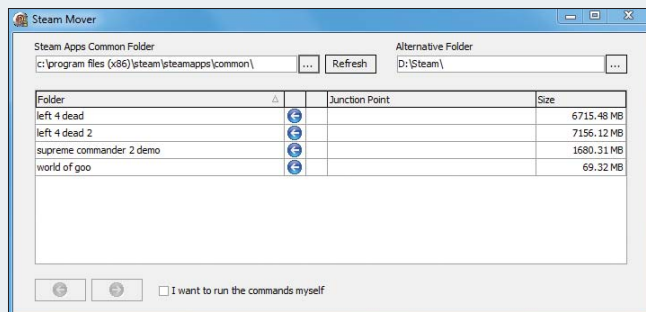 Steam Mover
Steam Apps Common Folder
Alternative Folder
c:\program files (x86)\steam\steamapps\common\ ... Refresh D:\Steam\ ...
Folder Junction Point Size
left 4 dead 6715.48 MB
left 4 dead 2 7156.12 MB
supreme commander 2 demo 1680.31 MB
world of goo 69.32 MB
I want to run the commands myself